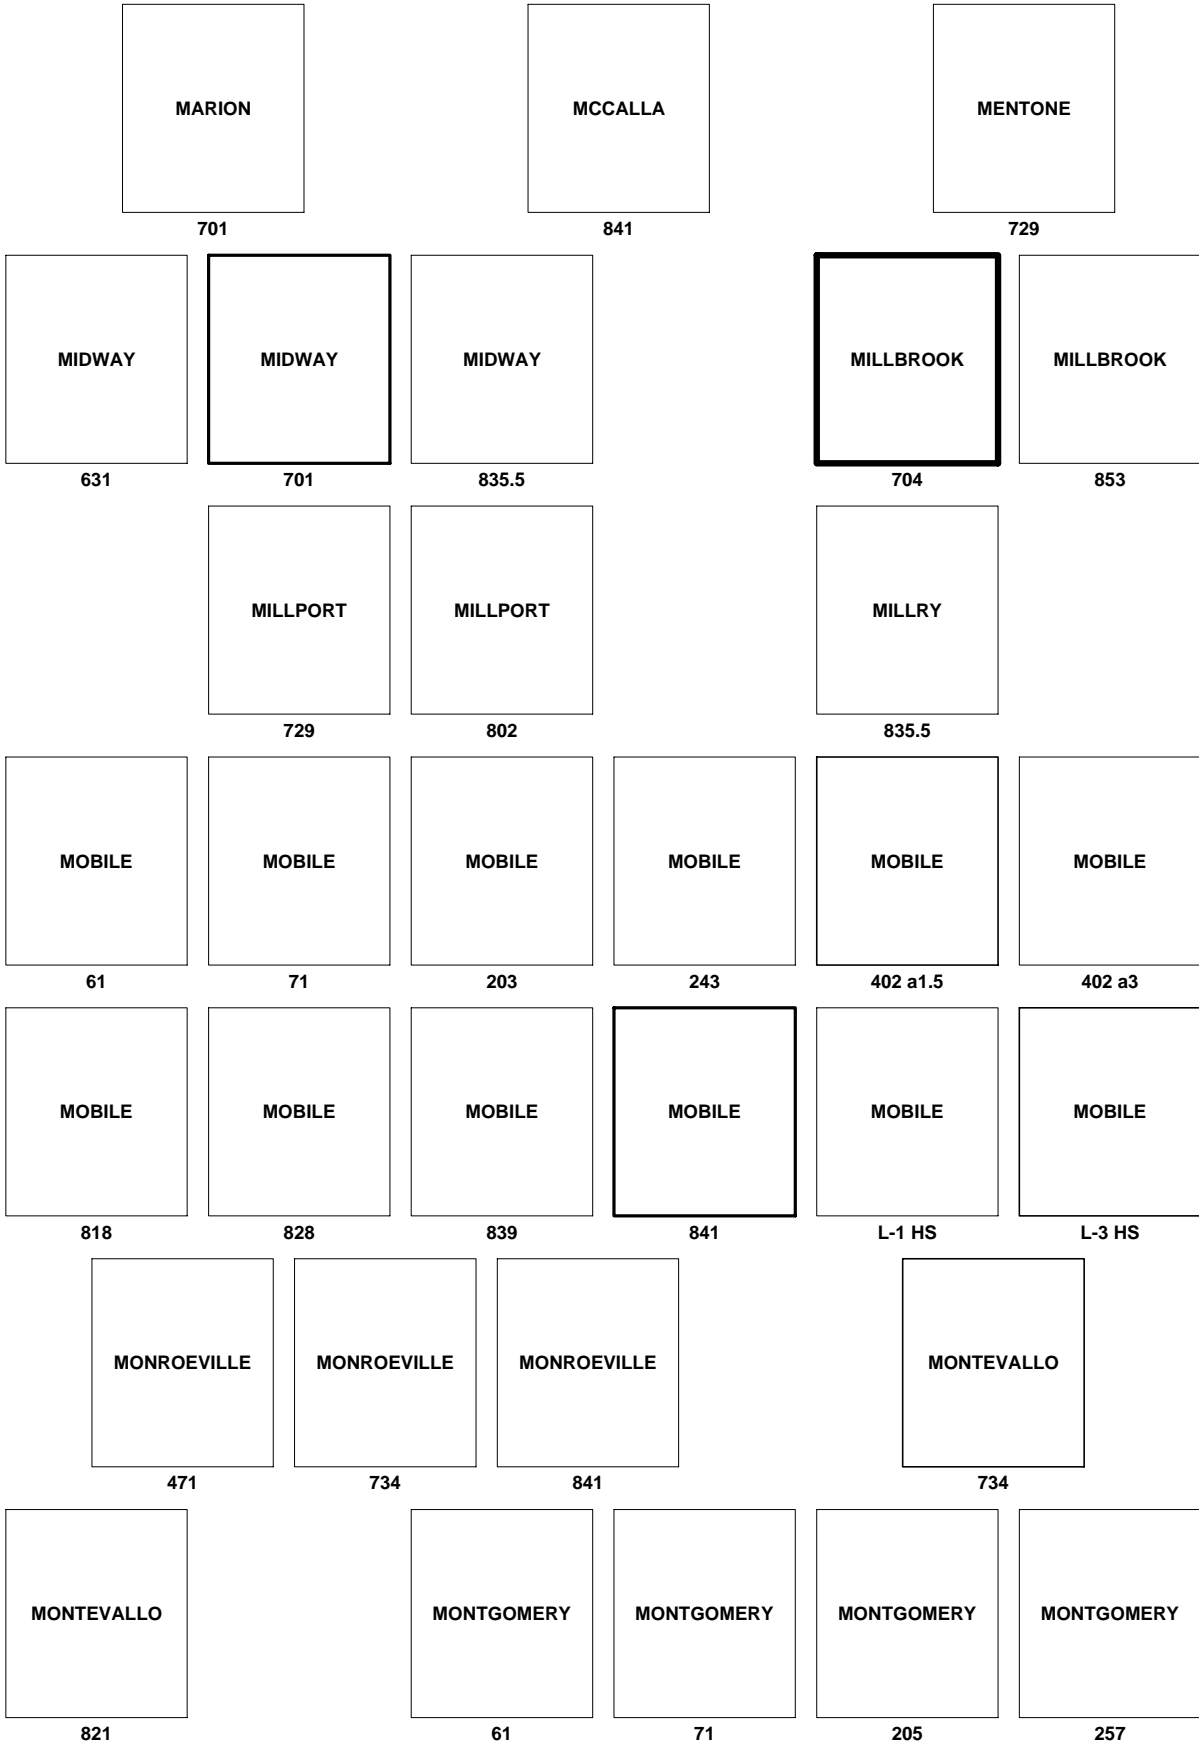 MARION MCCALLA MENTONE
701 841 729
MIDWAY MIDWAY MIDWAY MILLBROOK MILLBROOK
631 701 835.5 704 853
MILLPORT MILLPORT MILLRY
729 802 835.5
MOBILE MOBILE MOBILE MOBILE MOBILE MOBILE
61 71 203 243 402 a1.5 402 a3
MOBILE MOBILE MOBILE MOBILE MOBILE MOBILE
818 828 839 841 L-1 HS L-3 HS
MONROEVILLE MONROEVILLE MONROEVILLE MONTEVALLO
471 734 841 734
MONTEVALLO MONTGOMERY MONTGOMERY MONTGOMERY MONTGOMERY
821 61 71 205 257